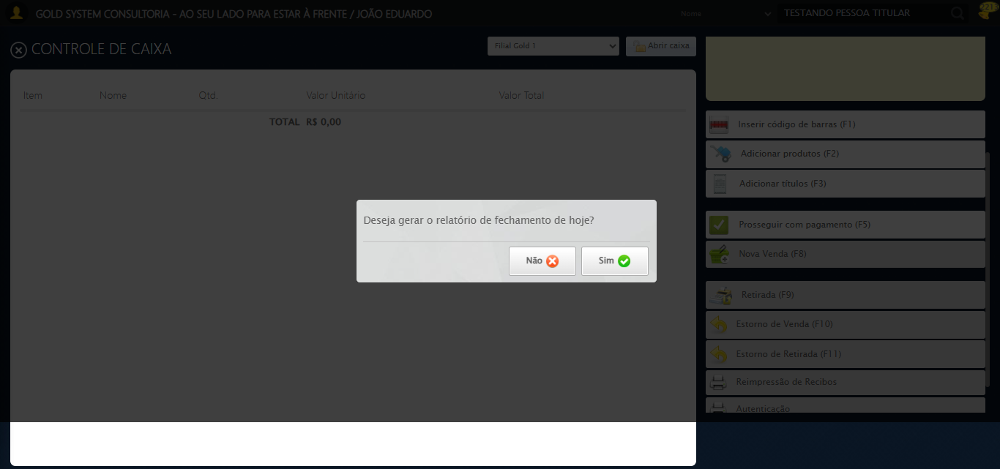 GOLD SYSTEM CONSULTORIA - AO SEU LADO PARA ESTAR À FRENTE / JOÃO EDUARDO
Nome
TESTANDO PESSOA TITULAR
CONTROLE DE CAIXA
Filial Gold 1
Abrir caixa
Item Nome Qtd. Valor Unitário Valor Total
TOTAL R$ 0,00
Deseja gerar o relatório de fechamento de hoje?
Não
Sim
Inserir código de barras (F1)
Adicionar produtos (F2)
Adicionar títulos (F3)
Prosseguir com pagamento (F5)
Nova Venda (F8)
Retirada (F9)
Estorno de Venda (F10)
Estorno de Retirada (F11)
Reimpressão de Recibos
Autenticação